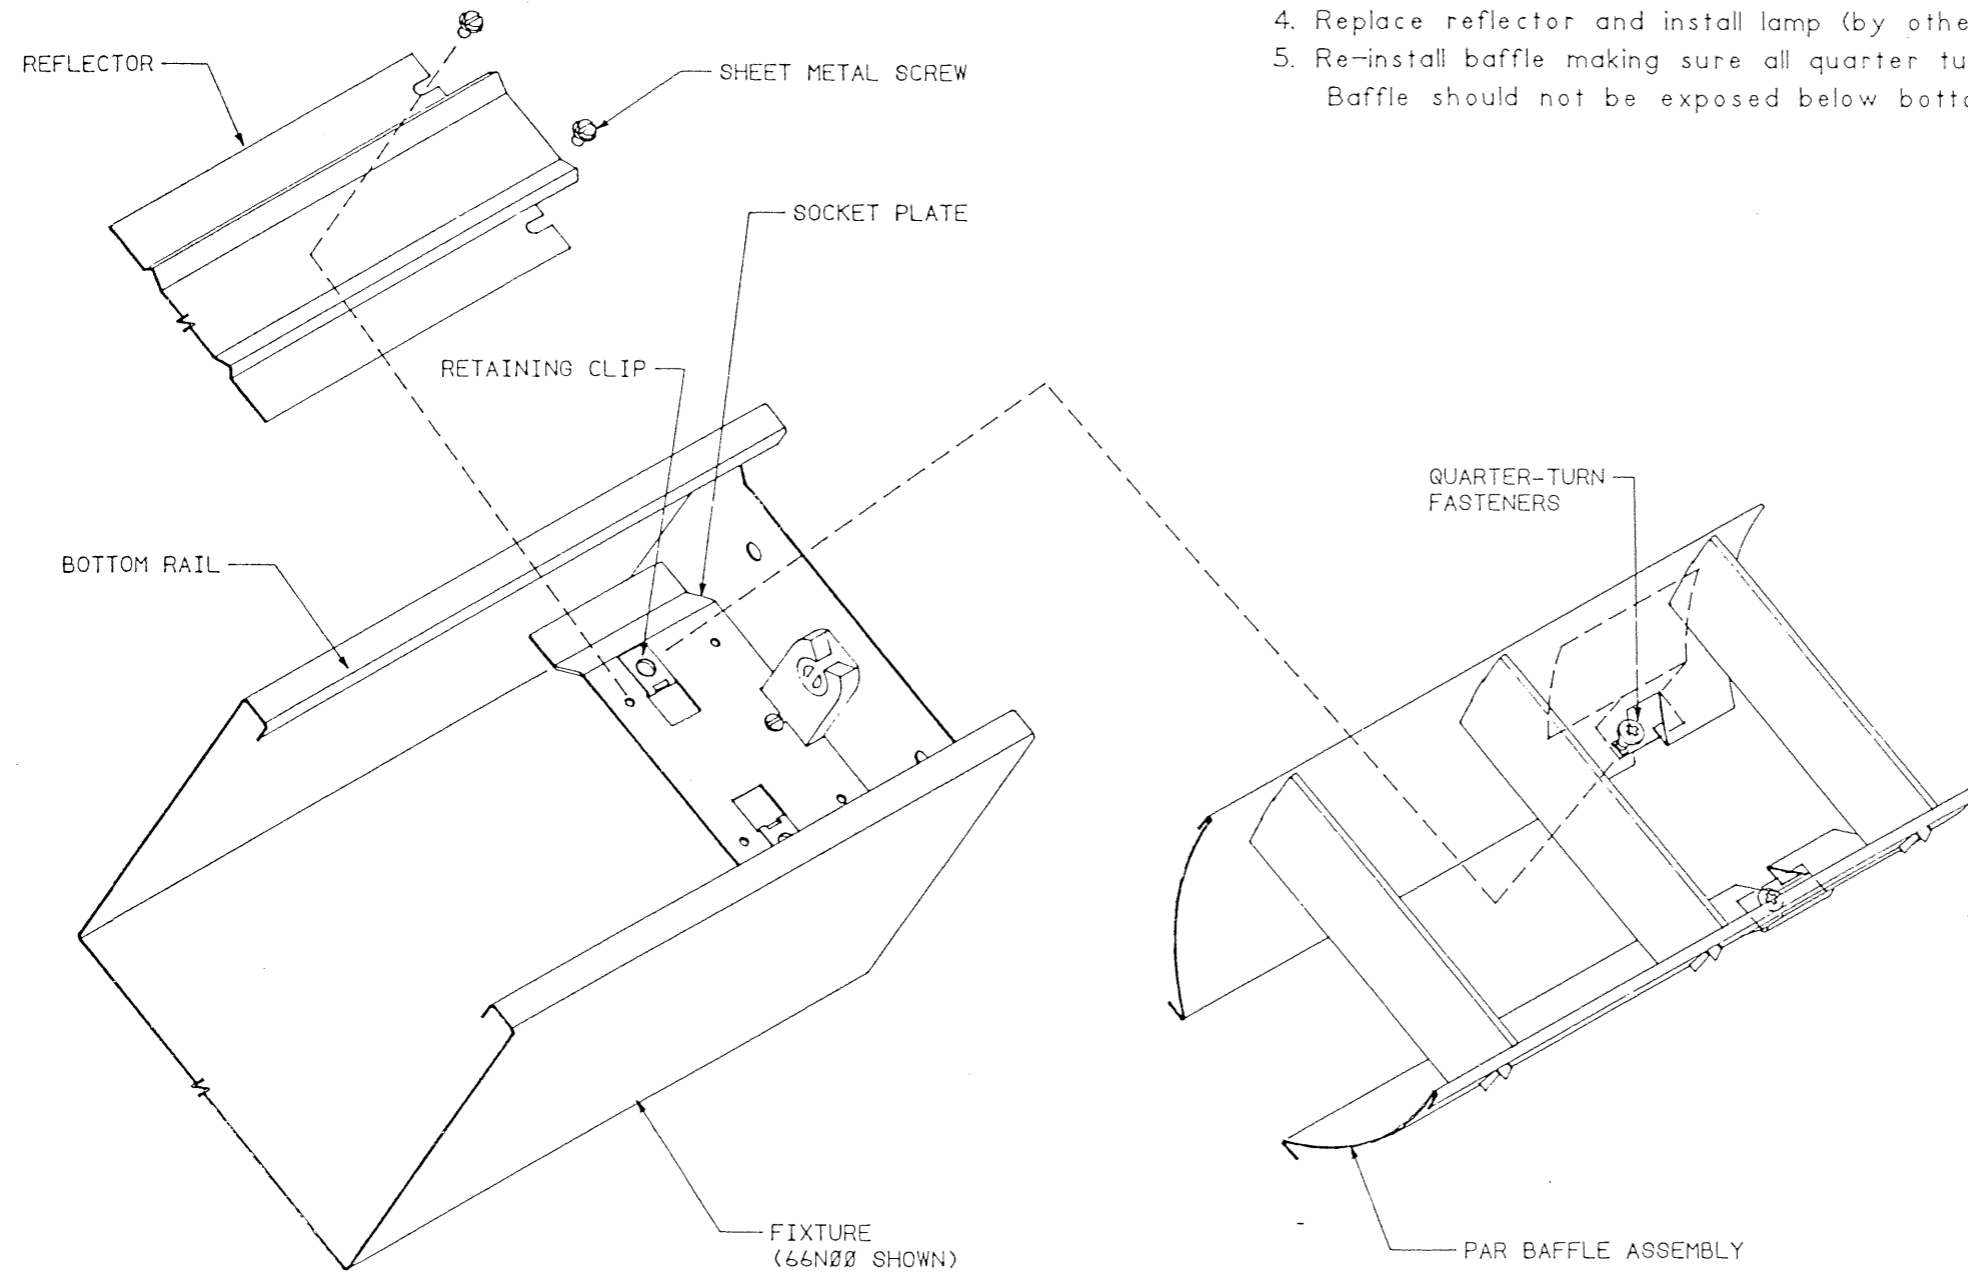 4. Replace reflector and install lamp (by othe
5. Re-install baffle making sure all quarter tu
Baffle should not be exposed below botto
REFLECTOR
SHEET METAL SCREW
SOCKET PLATE
RETAINING CLIP
QUARTER-TURN
FASTENERS
BOTTOM RAIL
FIXTURE
(66NØØ SHOWN)
PAR BAFFLE ASSEMBLY